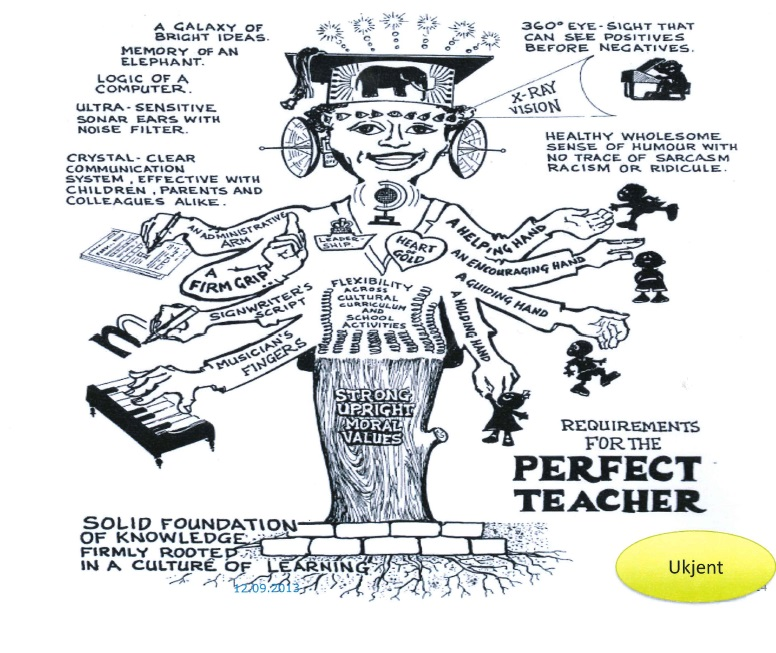 A GALAXY OF
BRIGHT IDEAS.
MEMORY OF AN
ELEPHANT.
LOGIC OF A
COMPUTER.
ULTRA-SENSITIVE
SONAR EARS WITH
NOISE FILTER.
CRYSTAL-CLEAR
COMMUNICATION
SYSTEM, EFFECTIVE WITH
CHILDREN, PARENTS AND
COLLEAGUES ALIKE.
360° EYE-SIGHT THAT
CAN SEE POSITIVES
BEFORE NEGATIVES.
X-RAY
VISION
HEALTHY WHOLESOME
SENSE OF HUMOUR WITH
NO TRACE OF SARCASM
RACISM OR RIDICULE.
AN ADMINISTRATIVE
ARM
A
FIRM GRIP!
SIGNWRITER'S
SCRIPT
n
MUSICIAN'S
FINGERS
LEADER-
SHIP
HEART
OF
GOLD
A HELPING HAND
AN ENCOURAGING HAND
A GUIDING HAND
A HOLDING HAND
FLEXIBILITY
ACROSS
CULTURAL
CURRICULUM
AND
SCHOOL
ACTIVITIES
STRONG
UPRIGHT
MORAL
VALUES
REQUIREMENTS
FOR THE
PERFECT
TEACHER
SOLID FOUNDATION
OF KNOWLEDGE
FIRMLY ROOTED
IN A CULTURE OF LEARNING
Ukjent